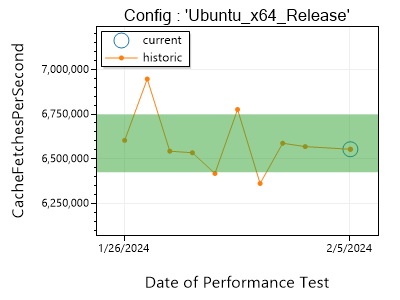 Config : 'Ubuntu_x64_Release'
current
historic
CacheFetchesPerSecond
7,000,000
6,750,000
6,500,000
6,250,000
1/26/2024
2/5/2024
Date of Performance Test